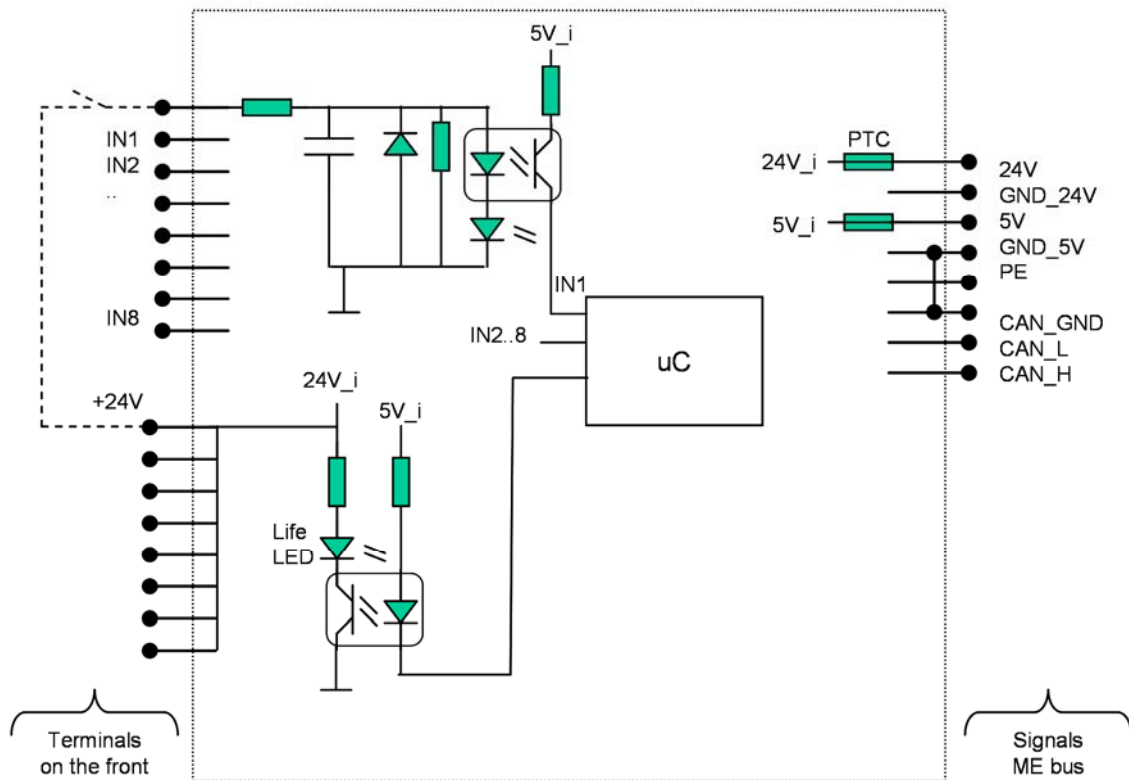 5V_i
IN1
IN2
..
IN8
PTC
24V_i
24V
GND_24V
5V_i
5V
GND_5V
PE
CAN_GND
CAN_L
CAN_H
IN1
IN2..8
uC
+24V
24V_i
5V_i
Life
LED
Terminals
on the front
Signals
ME bus